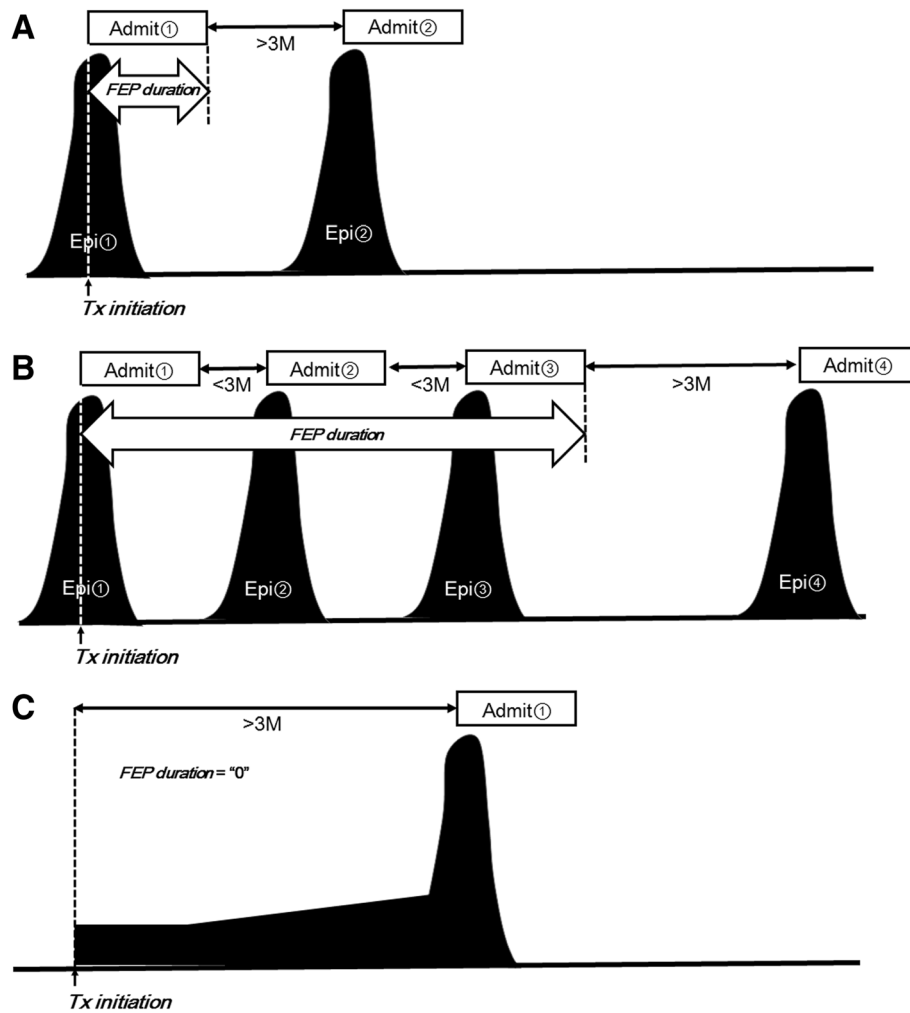 A
Admit①
>3M
Admit②
FEP duration
Epi①
Epi②
Tx initiation
B
Admit①
<3M
Admit②
<3M
Admit③
>3M
Admit④
FEP duration
Epi①
Epi②
Epi③
Epi④
Tx initiation
C
>3M
Admit①
FEP duration = “0”
Tx initiation